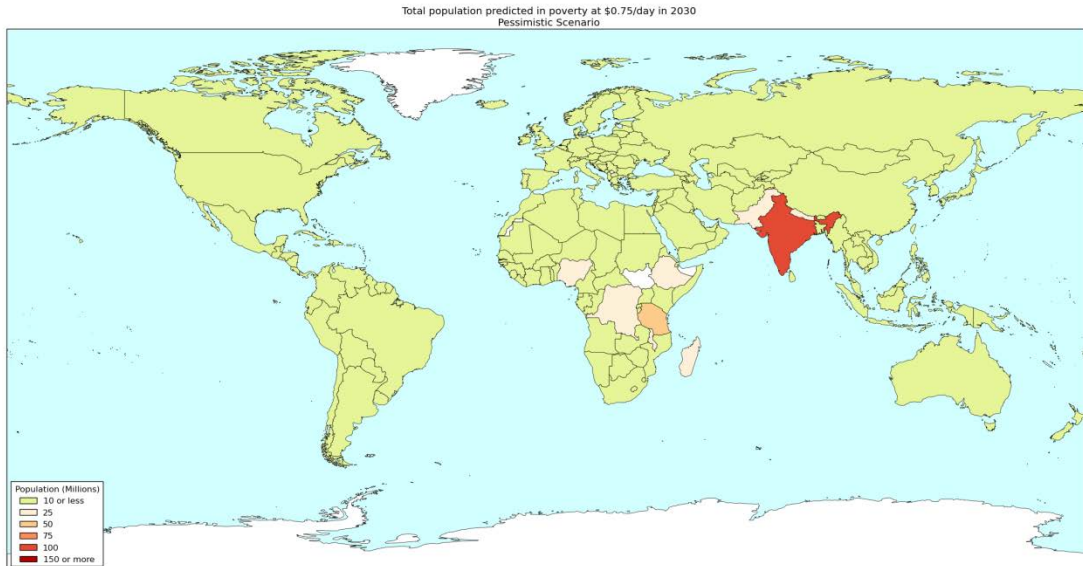 Total population predicted in poverty at $0.75/day in 2030
Pessimistic Scenario
Population (Millions)
10 or less
25
50
75
100
150 or more